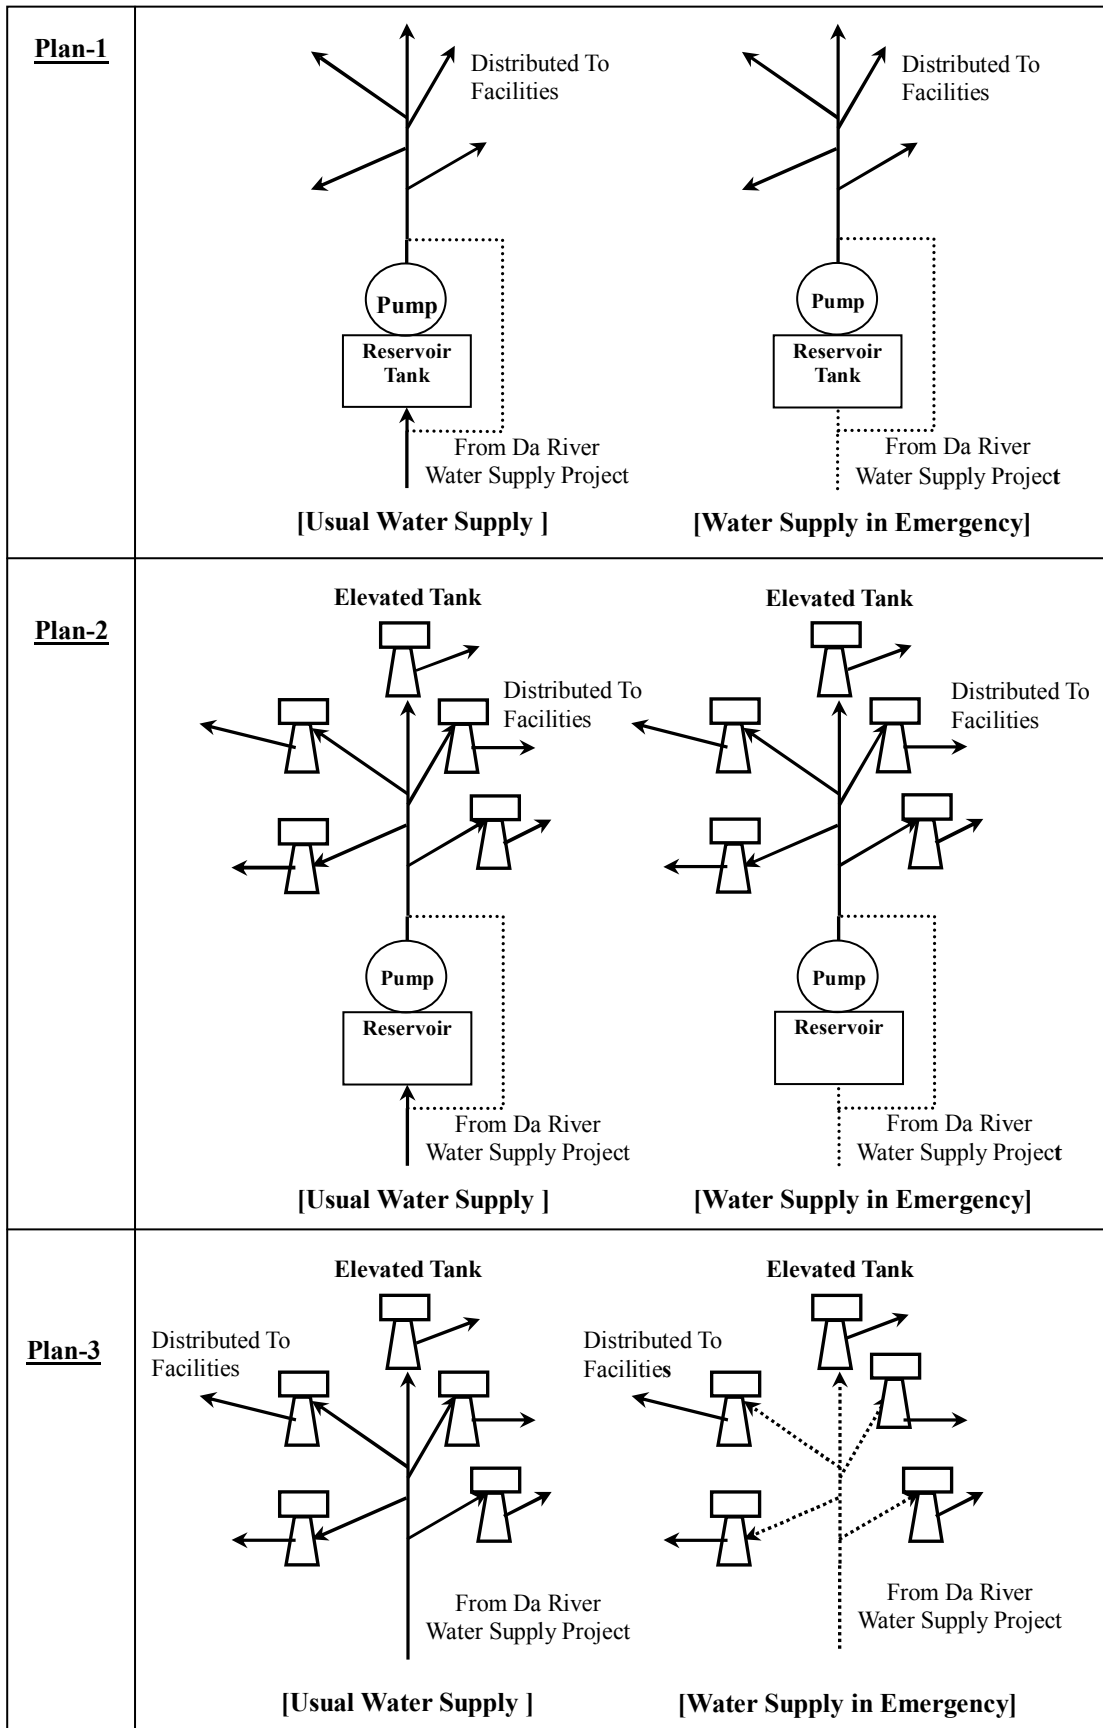 Plan-1
Distributed To
Facilities
Pump
Reservoir
Tank
From Da River
Water Supply Project
[Usual Water Supply ]
Distributed To
Facilities
Pump
Reservoir
Tank
From Da River
Water Supply Project
[Water Supply in Emergency]
Plan-2
Elevated Tank
Distributed To
Facilities
Pump
Reservoir
From Da River
Water Supply Project
[Usual Water Supply ]
Elevated Tank
Distributed To
Facilities
Pump
Reservoir
From Da River
Water Supply Project
[Water Supply in Emergency]
Plan-3
Elevated Tank
Distributed To
Facilities
From Da River
Water Supply Project
[Usual Water Supply ]
Elevated Tank
Distributed To
Facilities
From Da River
Water Supply Project
[Water Supply in Emergency]